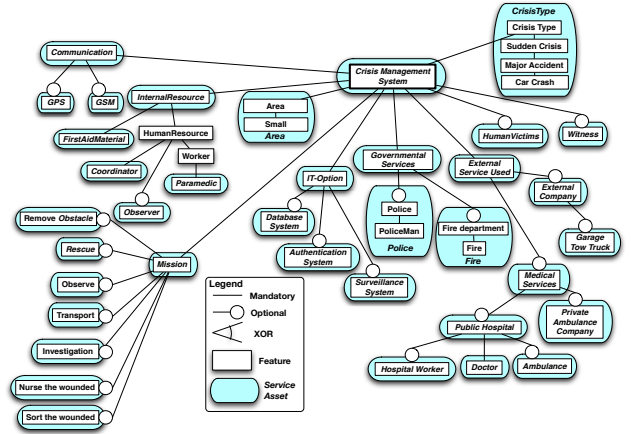 CrisisType
Crisis Type
Sudden Crisis
Major Accident
Car Crash
Communication
GPS
GSM
Crisis Management
System
InternalResource
FirstAidMaterial
HumanResource
Coordinator
Worker
Paramedic
Observer
Area
Small
Area
HumanVictims
Witness
IT-Option
Database
System
Authentication
System
Surveillance
System
Governmental
Services
Police
PoliceMan
Police
Fire department
Fire
Fire
External
Service Used
External
Company
Garage
Tow Truck
Medical
Services
Private
Ambulance
Company
Public Hospital
Hospital Worker
Doctor
Ambulance
Remove Obstacle
Rescue
Observe
Transport
Investigation
Nurse the wounded
Sort the wounded
Mission
Legend
Mandatory
Optional
XOR
Feature
Service
Asset